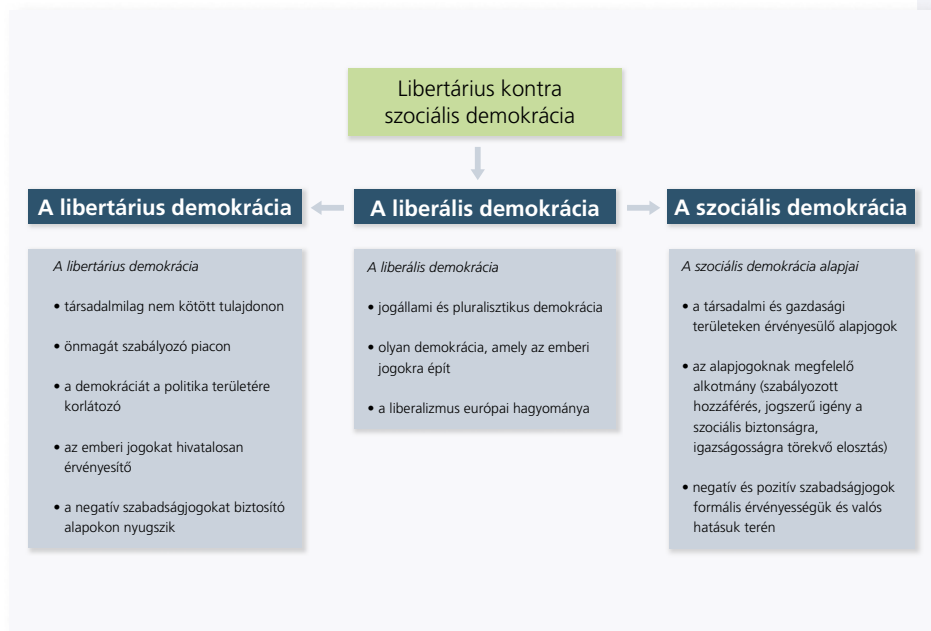 Libertárius kontra
szociális demokrácia
A libertárius demokrácia
A liberális demokrácia
A szociális demokrácia
A libertárius demokrácia
• társadalmilag nem kötött tulajdonon
• önmagát szabályozó piacon
• a demokráciát a politika területére
korlátozó
• az emberi jogokat hivatalosan
érvényesítő
• a negatív szabadságjogokat biztosító
alapokon nyugszik
A liberális demokrácia
• jogállami és pluralisztikus demokrácia
• olyan demokrácia, amely az emberi
jogokra épít
• a liberalizmus európai hagyománya
A szociális demokrácia alapjai
• a társadalmi és gazdasági
területeken érvényesülő alapjogok
• az alapjogoknak megfelelő
alkotmány (szabályozott
hozzáférés, jogszerű igény a
szociális biztonságra,
igazságosságra törekvő elosztás)
• negatív és pozitív szabadságjogok
formális érvényességük és valós
hatásuk terén